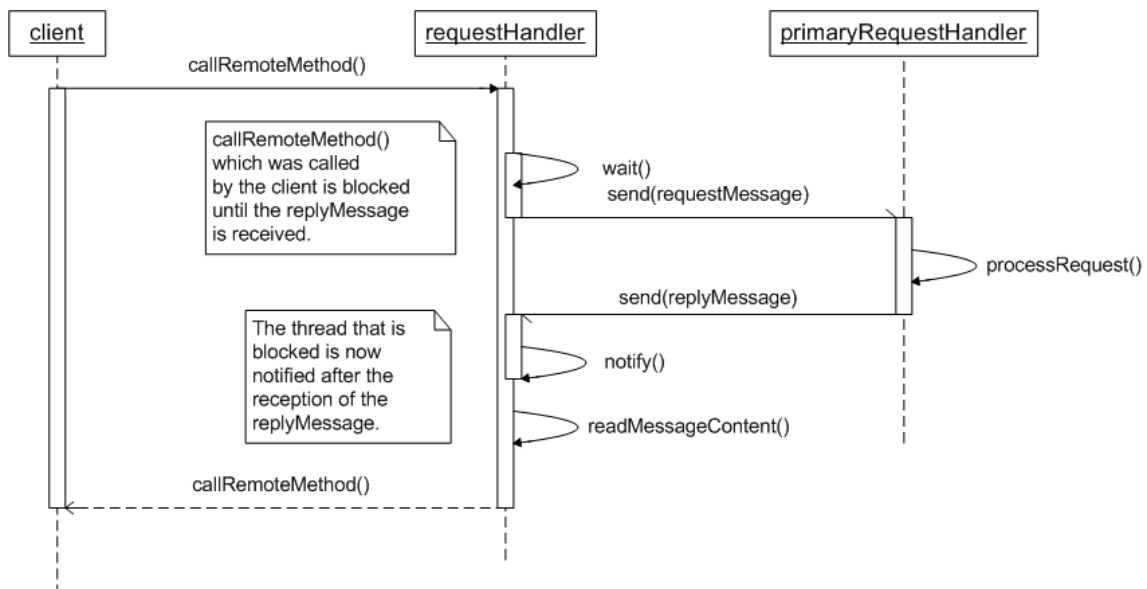 client
requestHandler
primaryRequestHandler
callRemoteMethod()
callRemoteMethod()
which was called
by the client is blocked
until the replyMessage
is received.
wait()
send(requestMessage)
processRequest()
send(replyMessage)
The thread that is
blocked is now
notified after the
reception of the
replyMessage.
notify()
readMessageContent()
callRemoteMethod()